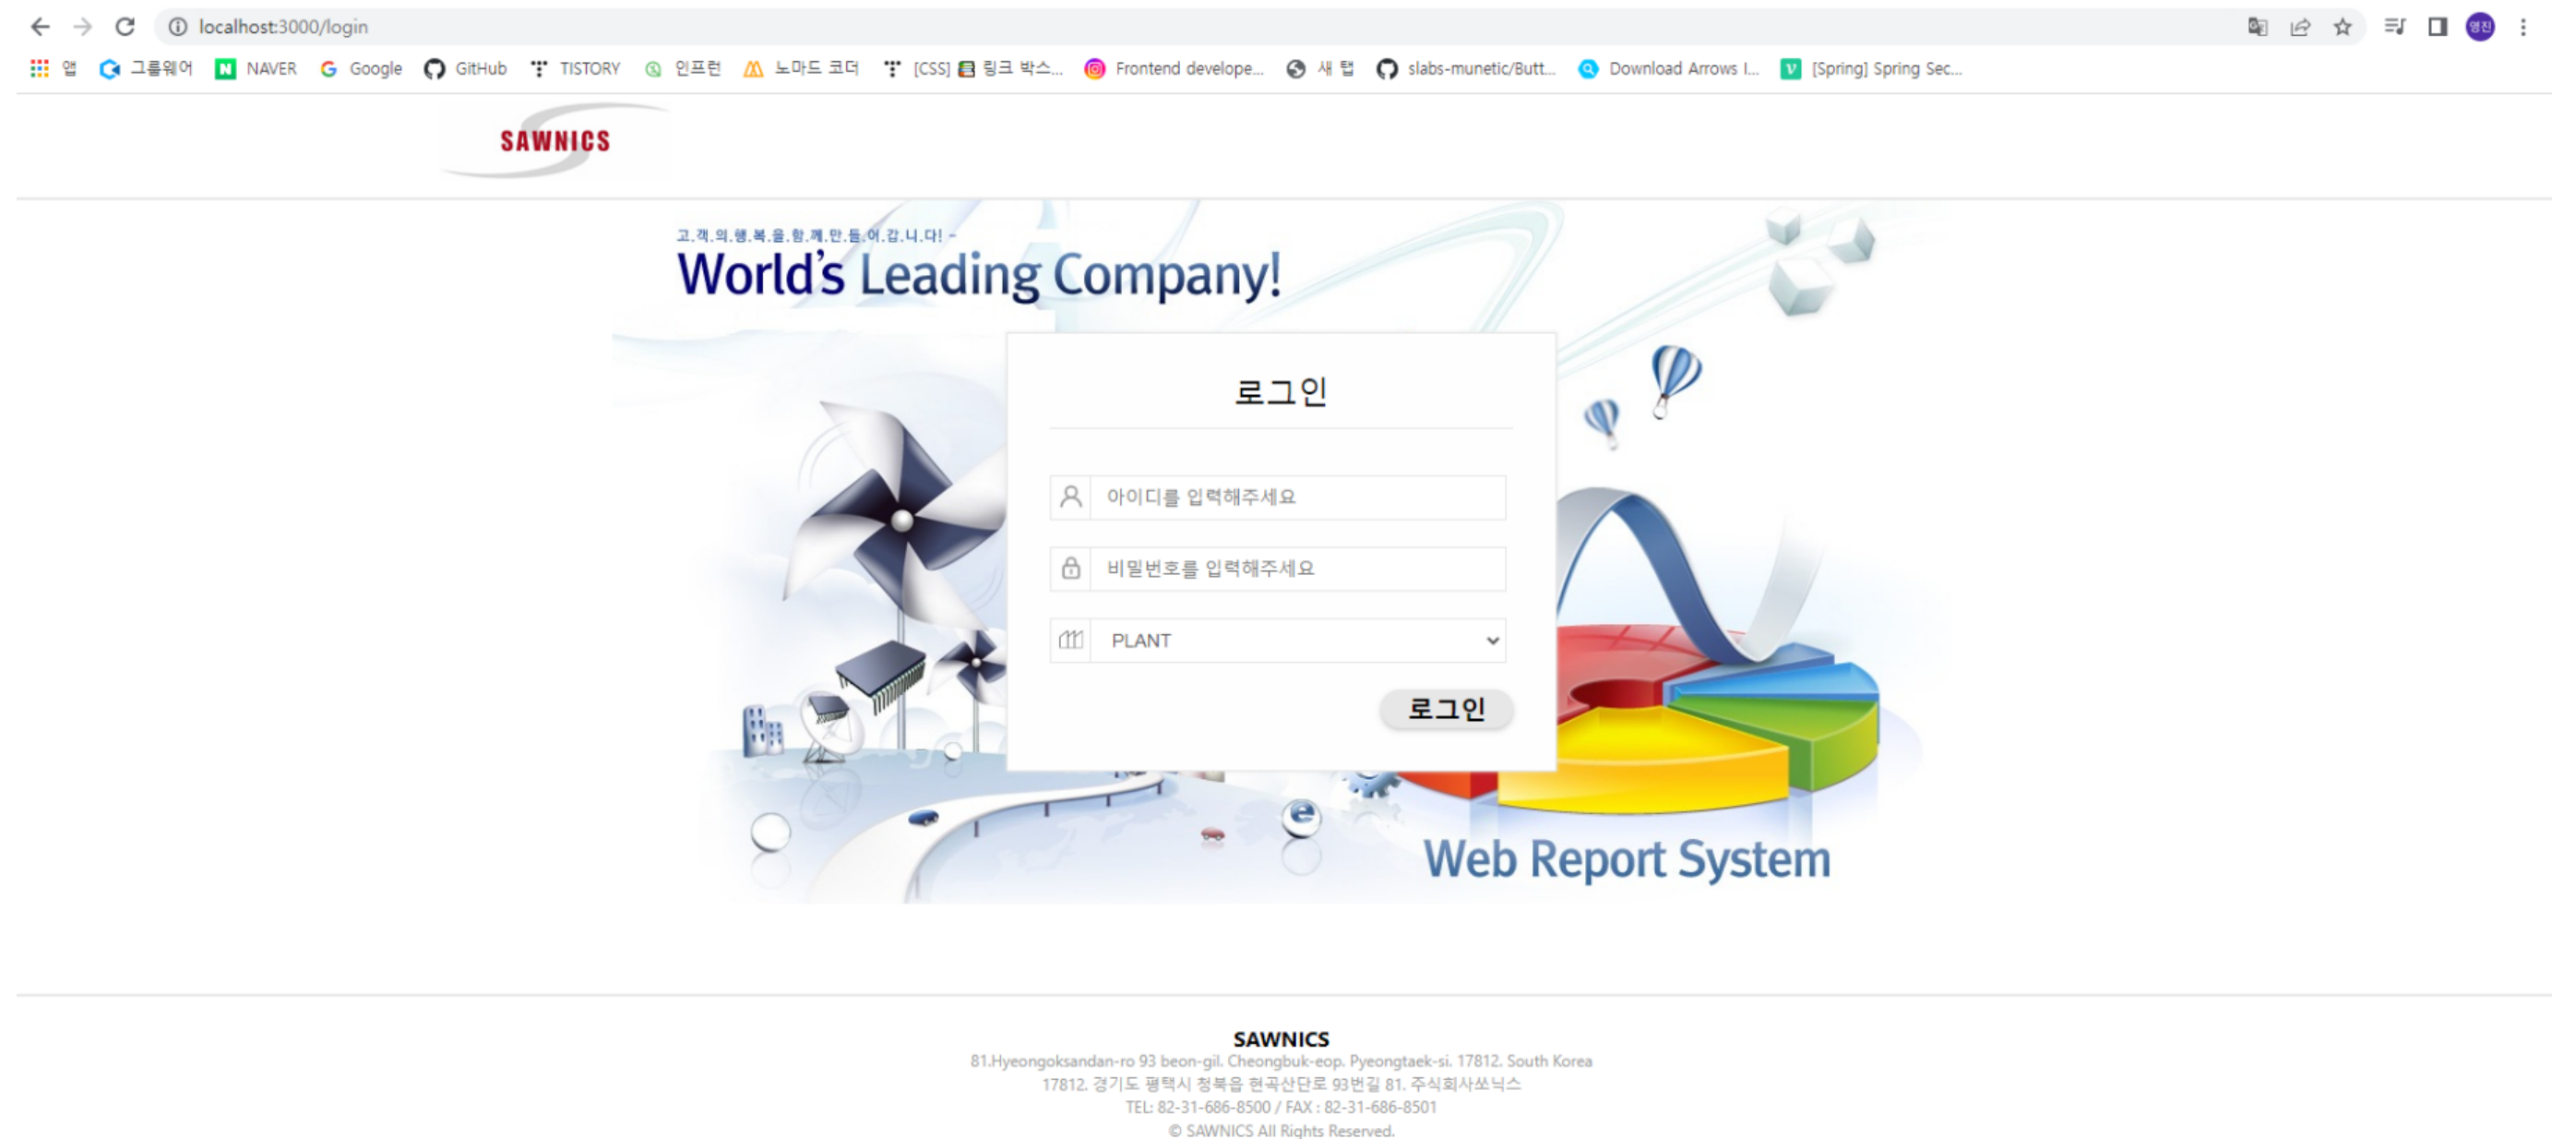 localhost:3000/login
영진
앱 그룹웨어 NAVER Google GitHub TISTORY 인프런 노마드 코더 [CSS] 링크 박스... Frontend develope... 새 탭 slabs-munetic/Butt... Download Arrows I... [Spring] Spring Sec...
SAWNICS
고.객.의.행.복.을.함.께.만.들.어.갑.니.다! ~
World's Leading Company!
로그인
아이디를 입력해주세요
비밀번호를 입력해주세요
PLANT
로그인
Web Report System
SAWNICS
81.Hyeongoksandan-ro 93 beon-gil. Cheongbuk-eop. Pyeongtaek-si. 17812. South Korea
17812. 경기도 평택시 청북읍 현곡산단로 93번길 81. 주식회사쏘닉스
TEL: 82-31-686-8500 / FAX : 82-31-686-8501
© SAWNICS All Rights Reserved.